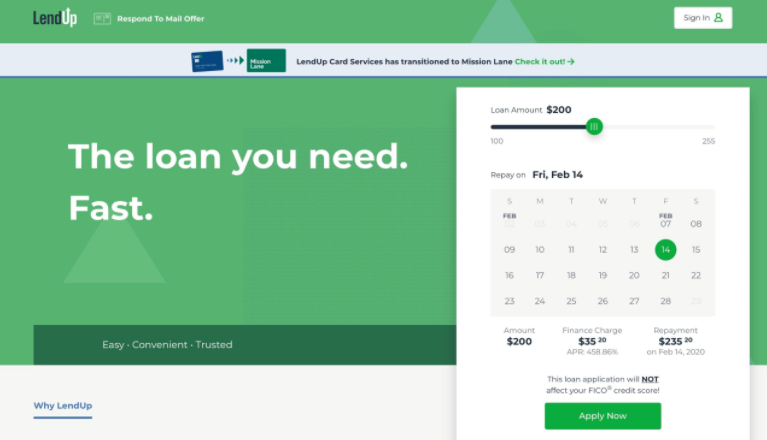 LendUp
Respond To Mail Offer
Sign In
Mission
Lane
LendUp Card Services has transitioned to Mission Lane Check it out! →
The loan you need.
Fast.
Easy • Convenient • Trusted
Why LendUp
Loan Amount $200
100 255
Repay on Fri, Feb 14
S M T W T F S
FEB FEB
02 03 04 05 06 07 08
09 10 11 12 13 14 15
16 17 18 19 20 21 22
23 24 25 26 27 28 29
Amount Finance Charge Repayment
$200 $35 20 $235 20
APR: 458.86% on Feb 14, 2020
This loan application will NOT
affect your FICO® credit score!
Apply Now